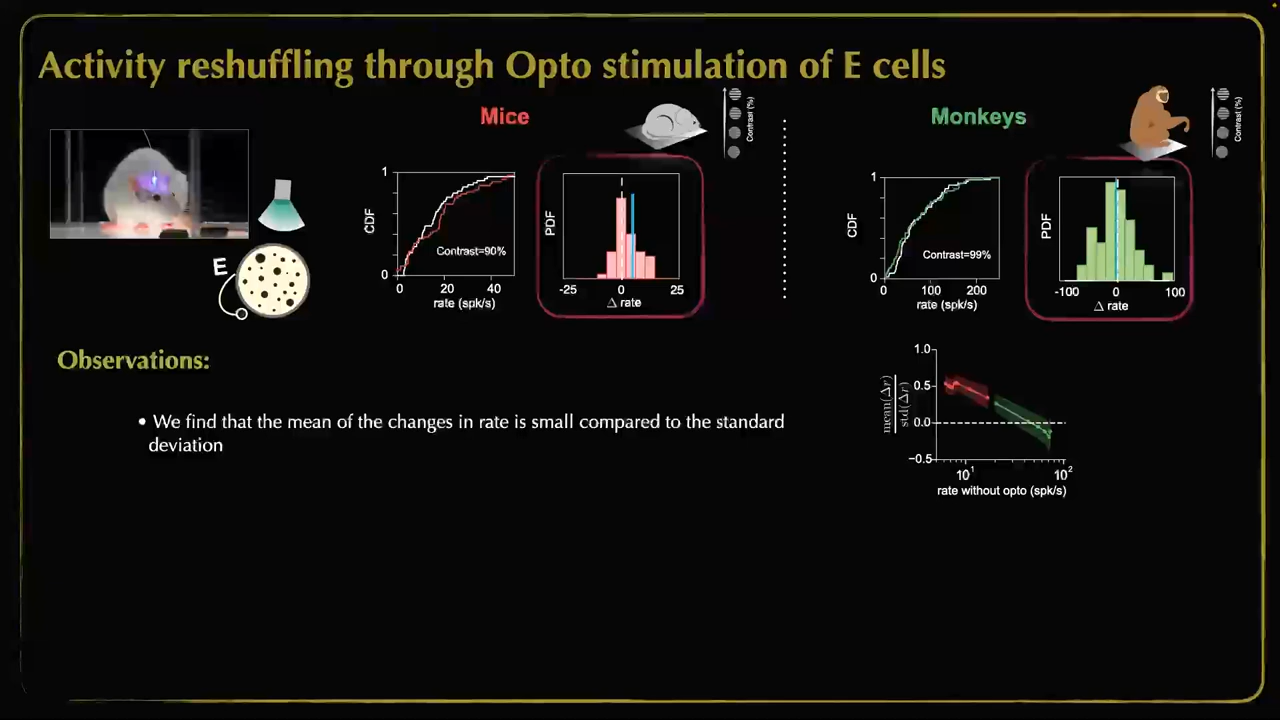 Activity reshuffling through Opto stimulation of E cells
Mice
Contrast (%)
Monkeys
Contrast (%)
E
1
CDF
0
Contrast=90%
0 20 40
rate (spk/s)
PDF
-25 0 25
Δ rate
1
CDF
0
Contrast=99%
0 100 200
rate (spk/s)
PDF
-100 0 100
Δ rate
Observations:
• We find that the mean of the changes in rate is small compared to the standard
deviation
1.0
0.5
0.0
−0.5
mean(Δr)
std(Δr)
10¹ 10²
rate without opto (spk/s)